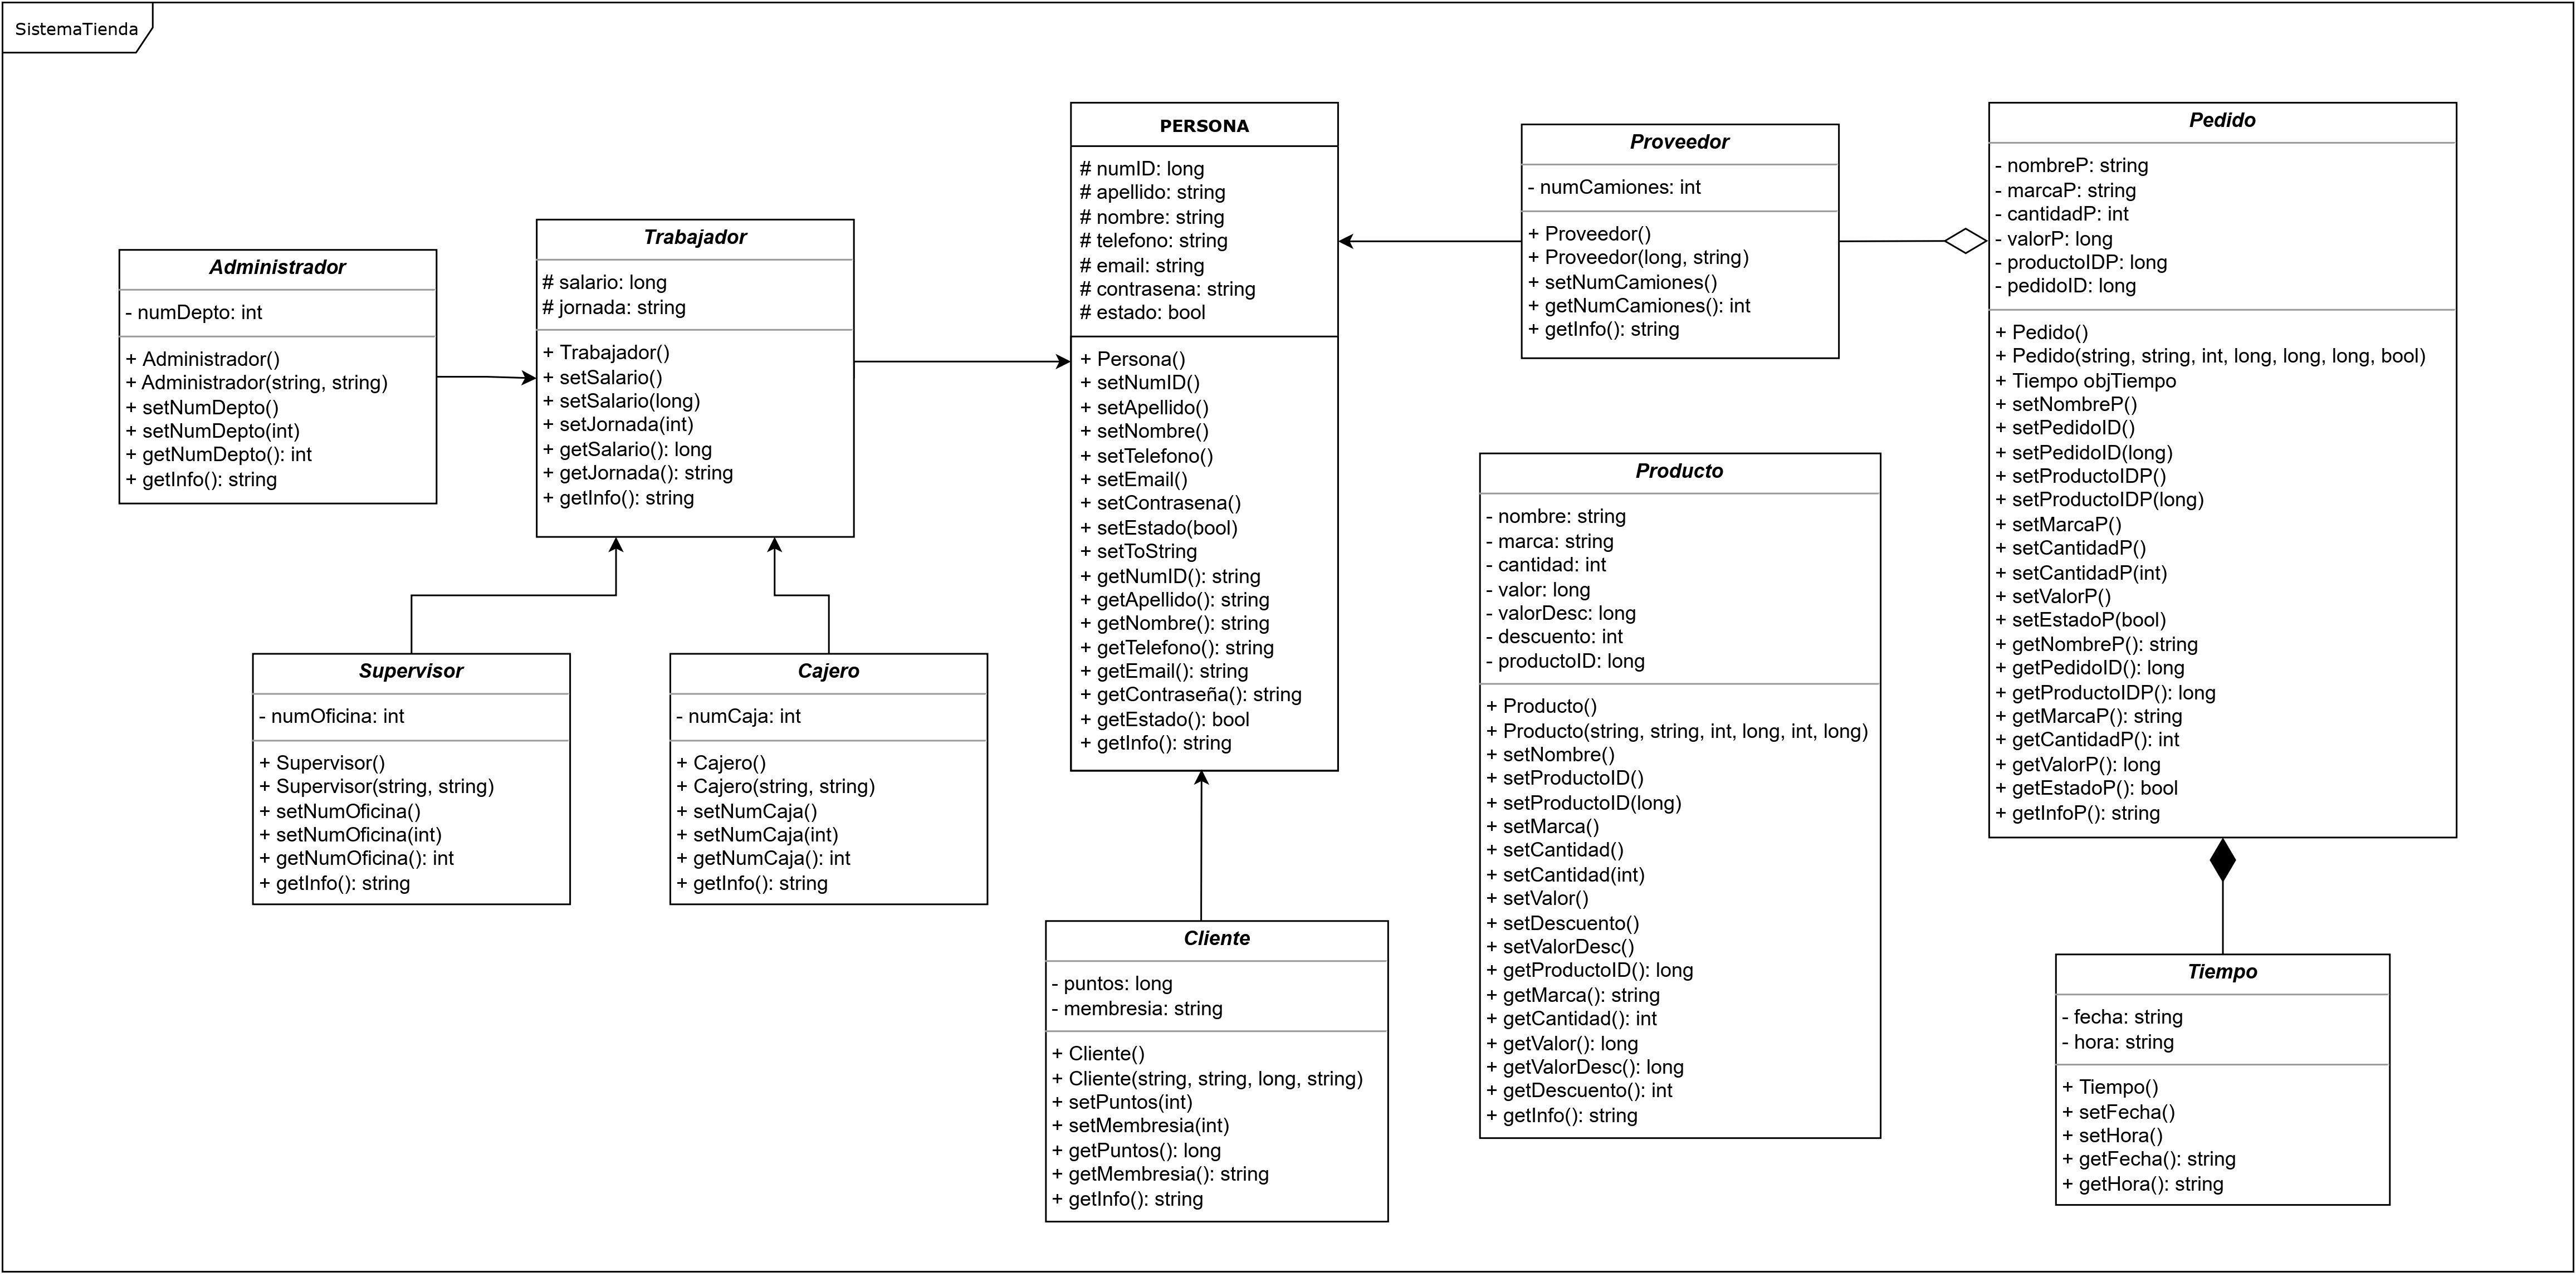 SistemaTienda
Administrador
- numDepto: int
+ Administrador()
+ Administrador(string, string)
+ setNumDepto()
+ setNumDepto(int)
+ getNumDepto(): int
+ getInfo(): string
Trabajador
# salario: long
# jornada: string
+ Trabajador()
+ setSalario()
+ setSalario(long)
+ setJornada(int)
+ getSalario(): long
+ getJornada(): string
+ getInfo(): string
Supervisor
- numOficina: int
+ Supervisor()
+ Supervisor(string, string)
+ setNumOficina()
+ setNumOficina(int)
+ getNumOficina(): int
+ getInfo(): string
Cajero
- numCaja: int
+ Cajero()
+ Cajero(string, string)
+ setNumCaja()
+ setNumCaja(int)
+ getNumCaja(): int
+ getInfo(): string
PERSONA
# numID: long
# apellido: string
# nombre: string
# telefono: string
# email: string
# contrasena: string
# estado: bool
+ Persona()
+ setNumID()
+ setApellido()
+ setNombre()
+ setTelefono()
+ setEmail()
+ setContrasena()
+ setEstado(bool)
+ setToString
+ getNumID(): string
+ getApellido(): string
+ getNombre(): string
+ getTelefono(): string
+ getEmail(): string
+ getContraseña(): string
+ getEstado(): bool
+ getInfo(): string
Cliente
- puntos: long
- membresia: string
+ Cliente()
+ Cliente(string, string, long, string)
+ setPuntos(int)
+ setMembresia(int)
+ getPuntos(): long
+ getMembresia(): string
+ getInfo(): string
Proveedor
- numCamiones: int
+ Proveedor()
+ Proveedor(long, string)
+ setNumCamiones()
+ getNumCamiones(): int
+ getInfo(): string
Producto
- nombre: string
- marca: string
- cantidad: int
- valor: long
- valorDesc: long
- descuento: int
- productoID: long
+ Producto()
+ Producto(string, string, int, long, int, long)
+ setNombre()
+ setProductoID()
+ setProductoID(long)
+ setMarca()
+ setCantidad()
+ setCantidad(int)
+ setValor()
+ setDescuento()
+ setValorDesc()
+ getProductoID(): long
+ getMarca(): string
+ getCantidad(): int
+ getValor(): long
+ getValorDesc(): long
+ getDescuento(): int
+ getInfo(): string
Pedido
- nombreP: string
- marcaP: string
- cantidadP: int
- valorP: long
- productoIDP: long
- pedidoID: long
+ Pedido()
+ Pedido(string, string, int, long, long, long, bool)
+ Tiempo objTiempo
+ setNombreP()
+ setPedidoID()
+ setPedidoID(long)
+ setProductoIDP()
+ setProductoIDP(long)
+ setMarcaP()
+ setCantidadP()
+ setCantidadP(int)
+ setValorP()
+ setEstadoP(bool)
+ getNombreP(): string
+ getPedidoID(): long
+ getProductoIDP(): long
+ getMarcaP(): string
+ getCantidadP(): int
+ getValorP(): long
+ getEstadoP(): bool
+ getInfoP(): string
Tiempo
- fecha: string
- hora: string
+ Tiempo()
+ setFecha()
+ setHora()
+ getFecha(): string
+ getHora(): string